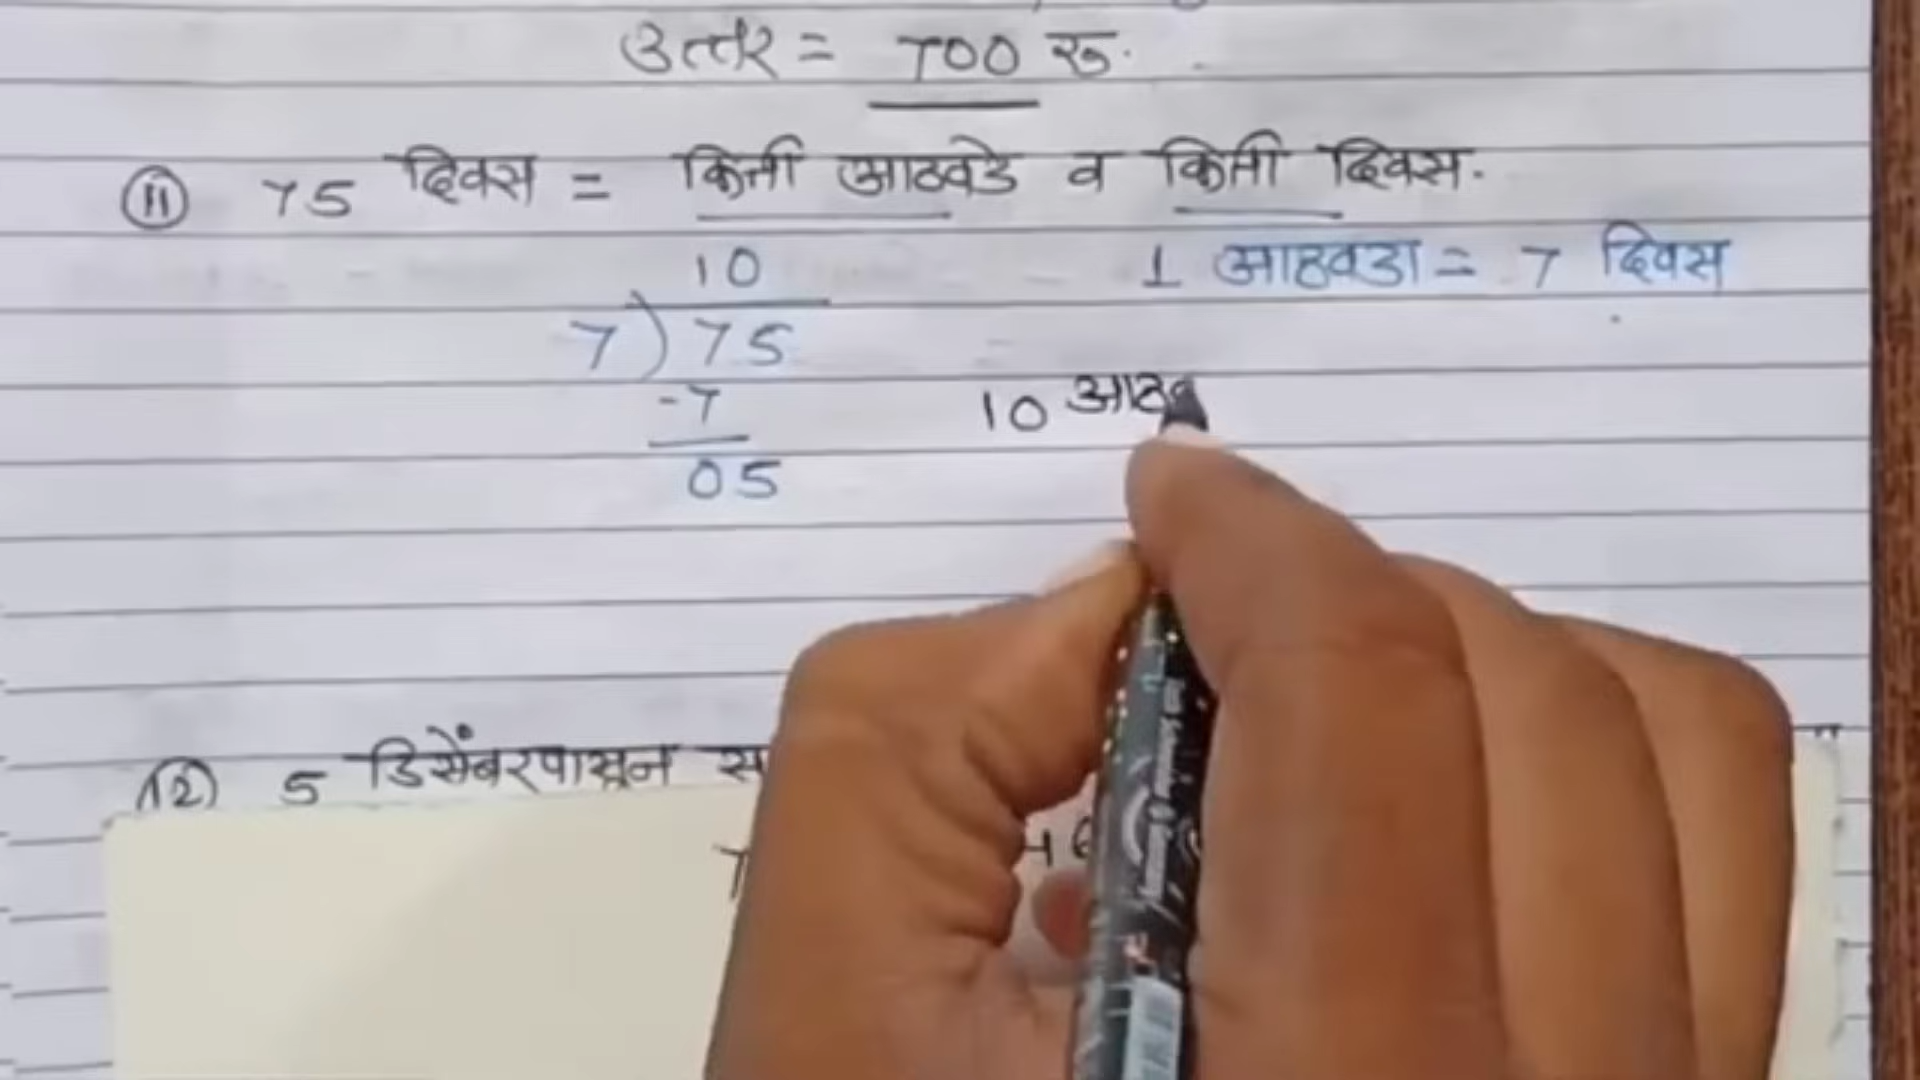 उत्तर = 700 रु.
(11) 75 दिवस = किती आठवडे व किती दिवस.
10
1 आठवडा = 7 दिवस
7) 75
-7
10 आठव
05
(12) 5 डिसेंबरपासून स